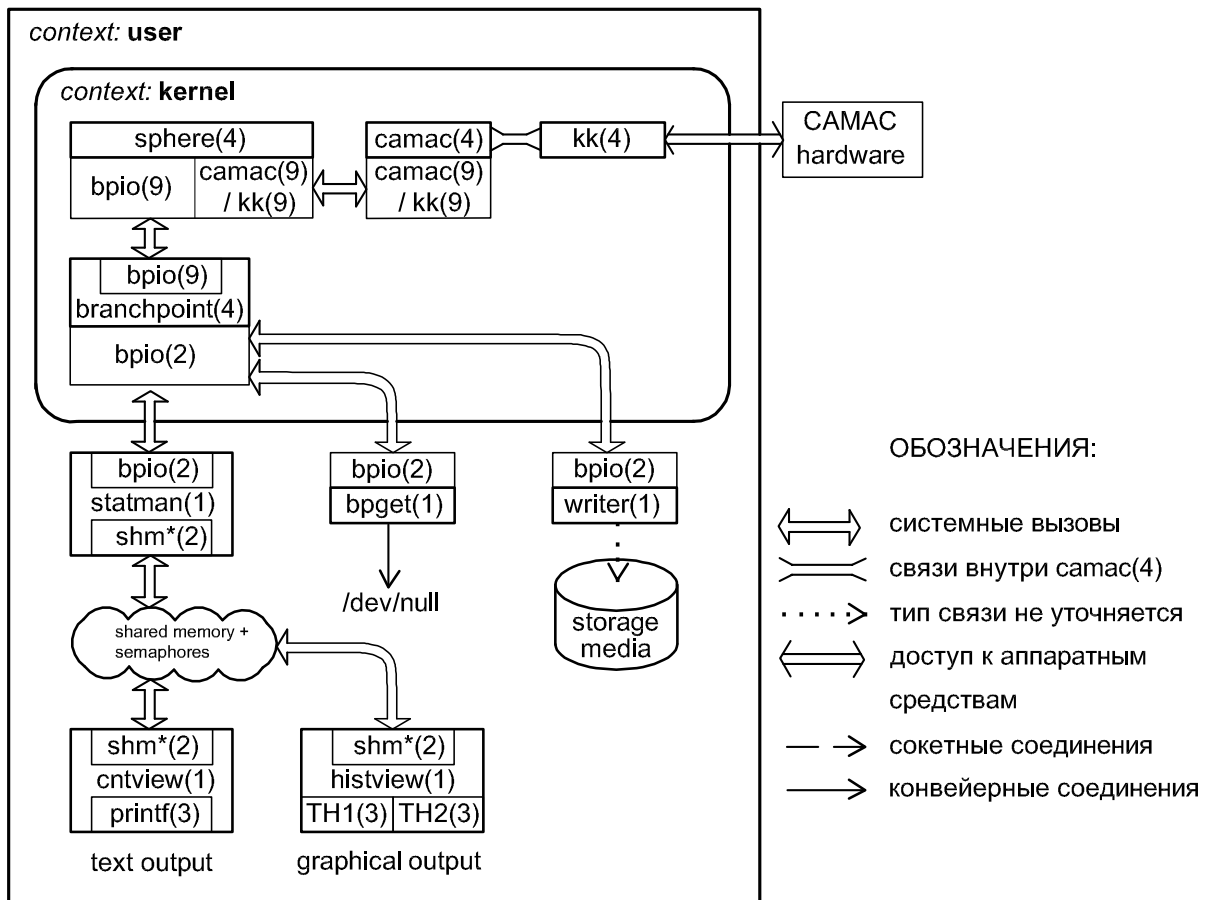 context: user
context: kernel
sphere(4)
bpio(9)
camac(9)
/ kk(9)
camac(4)
camac(9)
/ kk(9)
kk(4)
CAMAC
hardware
bpio(9)
branchpoint(4)
bpio(2)
bpio(2)
statman(1)
shm*(2)
bpio(2)
bpget(1)
/dev/null
bpio(2)
writer(1)
storage
media
shared memory +
semaphores
shm*(2)
cntview(1)
printf(3)
text output
shm*(2)
histview(1)
TH1(3)
TH2(3)
graphical output
ОБОЗНАЧЕНИЯ:
системные вызовы
связи внутри camac(4)
тип связи не уточняется
доступ к аппаратным
средствам
сокетные соединения
конвейерные соединения